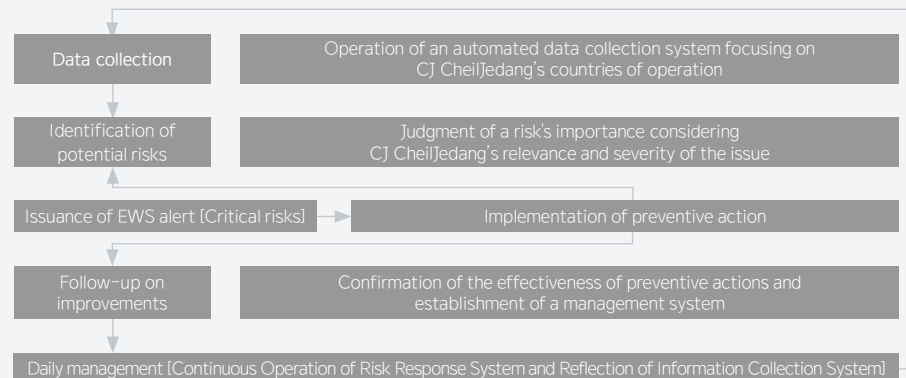 Data collection
Operation of an automated data collection system focusing on
CJ CheilJedang's countries of operation
Identification of
potential risks
Judgment of a risk's importance considering
CJ CheilJedang's relevance and severity of the issue
Issuance of EWS alert [Critical risks]
Implementation of preventive action
Follow-up on
improvements
Confirmation of the effectiveness of preventive actions and
establishment of a management system
Daily management [Continuous Operation of Risk Response System and Reflection of Information Collection System]